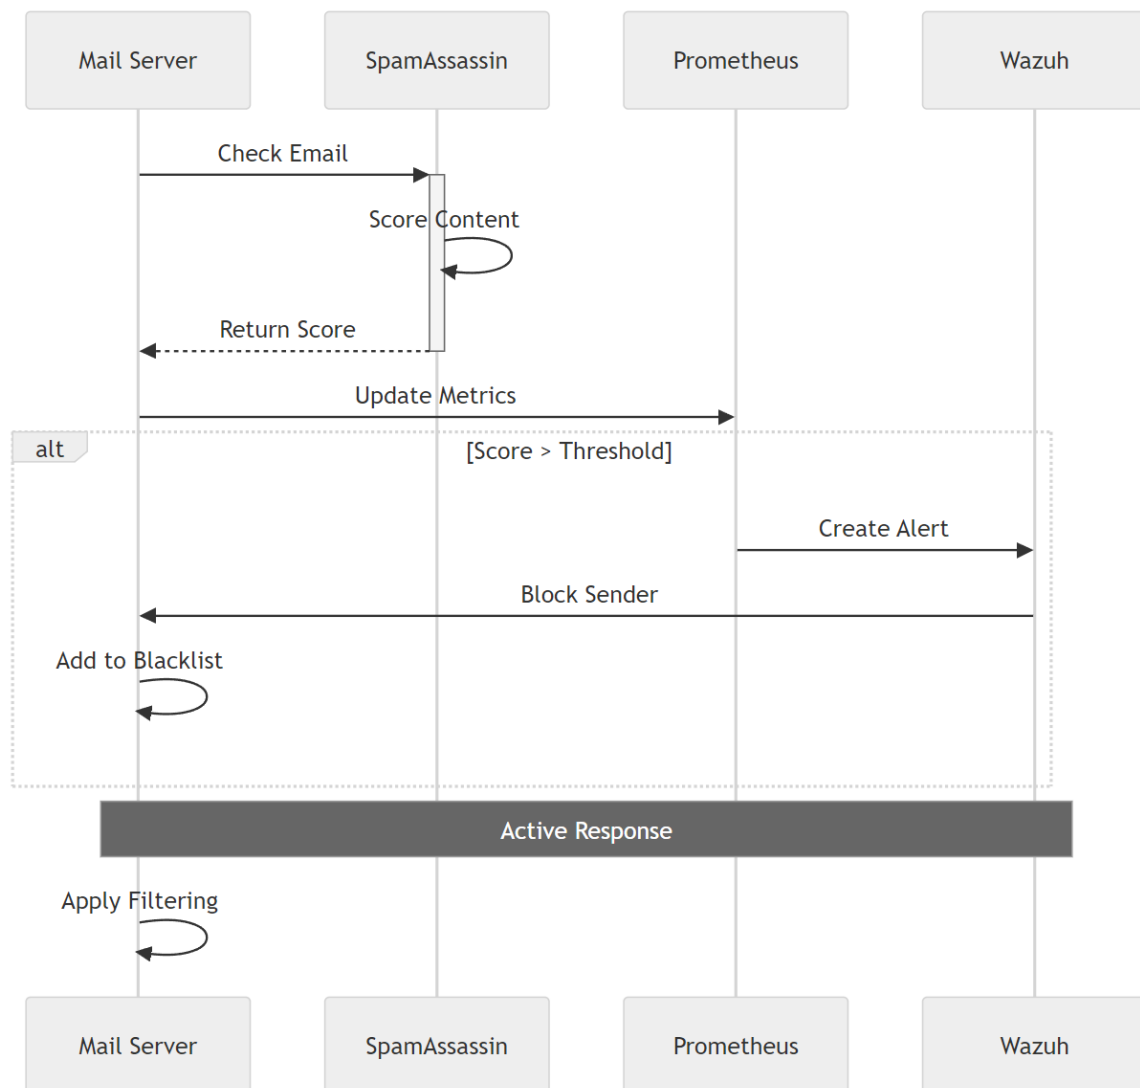 Mail Server
SpamAssassin
Prometheus
Wazuh
Check Email
Score Content
Return Score
Update Metrics
alt
[Score > Threshold]
Create Alert
Block Sender
Add to Blacklist
Active Response
Apply Filtering
Mail Server
SpamAssassin
Prometheus
Wazuh